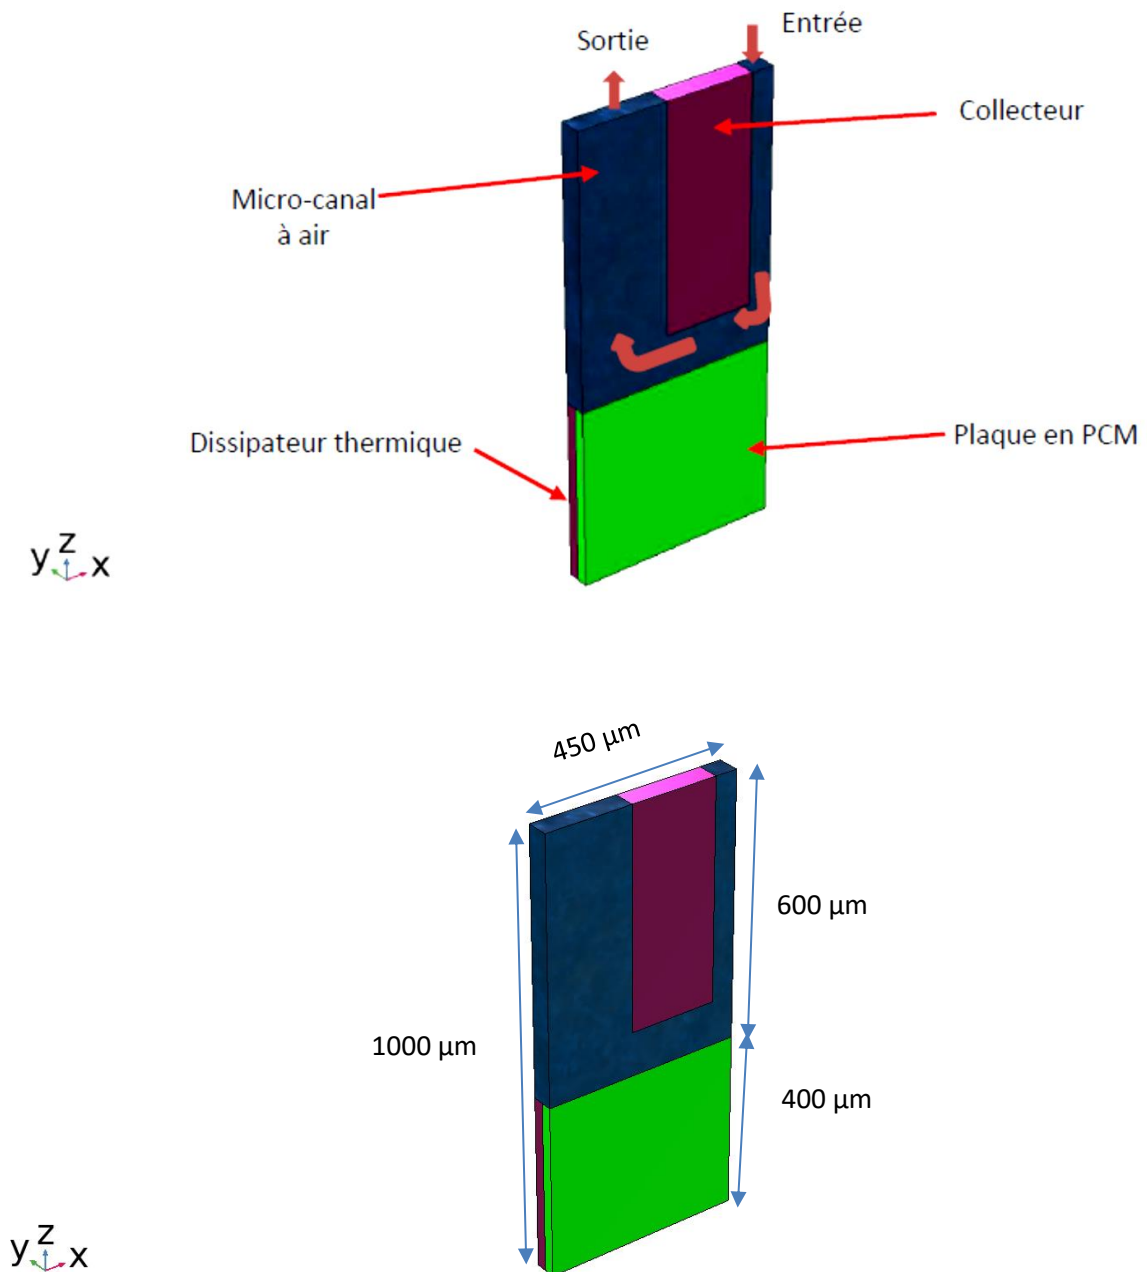 Entrée
Sortie
Collecteur
Micro-canal
à air
Dissipateur thermique
Plaque en PCM
z
y x
450 µm
600 µm
1000 µm
400 µm
z
y x